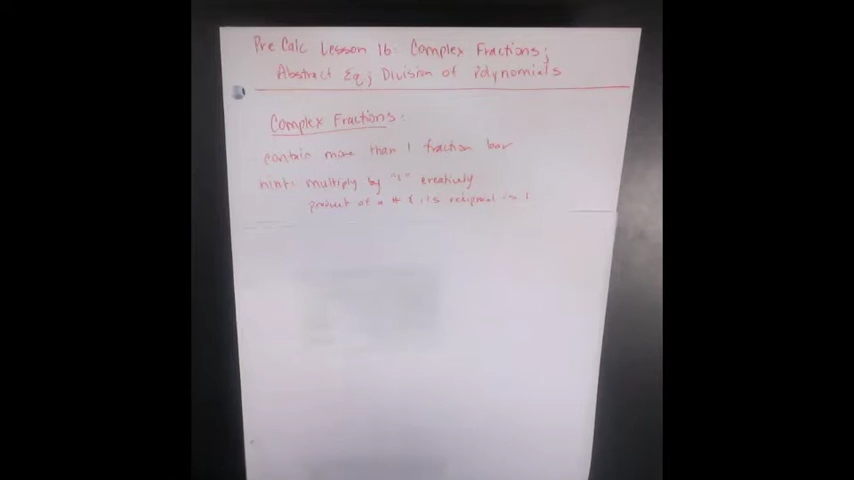 Pre Calc Lesson 16: Complex Fractions;
Abstract Eq; Division of Polynomials
Complex Fractions:
contain more than 1 fraction bar
hint: multiply by "1" creatively
product of a # & its reciprocal is 1